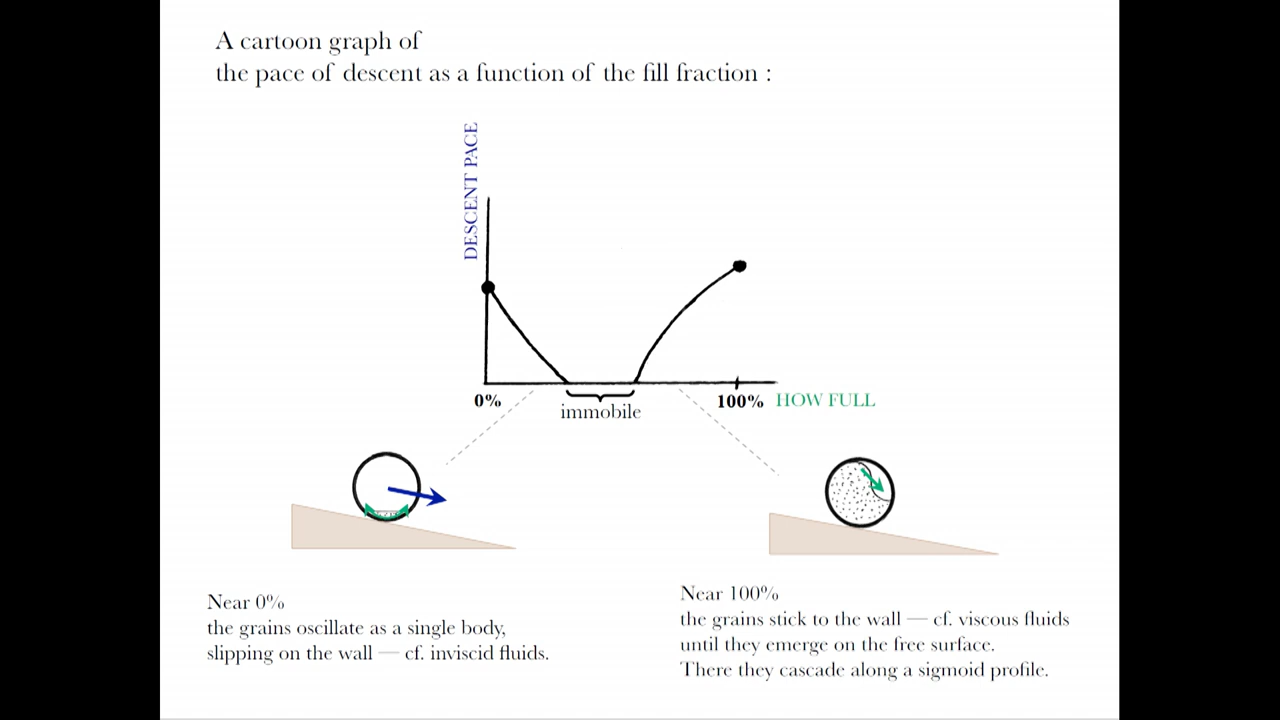 A cartoon graph of
the pace of descent as a function of the fill fraction :
DESCENT PACE
0%
immobile
100%
HOW FULL
Near 0%
the grains oscillate as a single body,
slipping on the wall — cf. inviscid fluids.
Near 100%
the grains stick to the wall — cf. viscous fluids
until they emerge on the free surface.
There they cascade along a sigmoid profile.